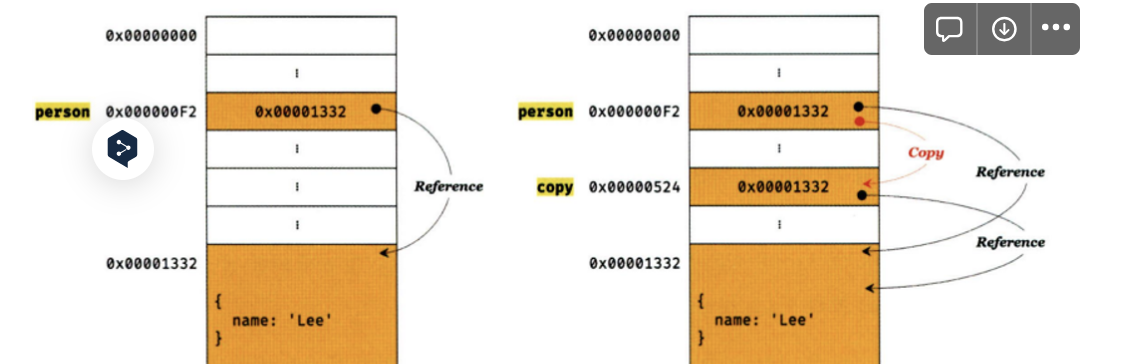 0x00000000
⋮
person 0x000000F2 0x00001332
⋮
⋮
⋮
Reference
0x00001332
{
name: 'Lee'
}
0x00000000
⋮
person 0x000000F2 0x00001332
⋮
Copy
copy 0x00000524 0x00001332
⋮
Reference
Reference
0x00001332
{
name: 'Lee'
}